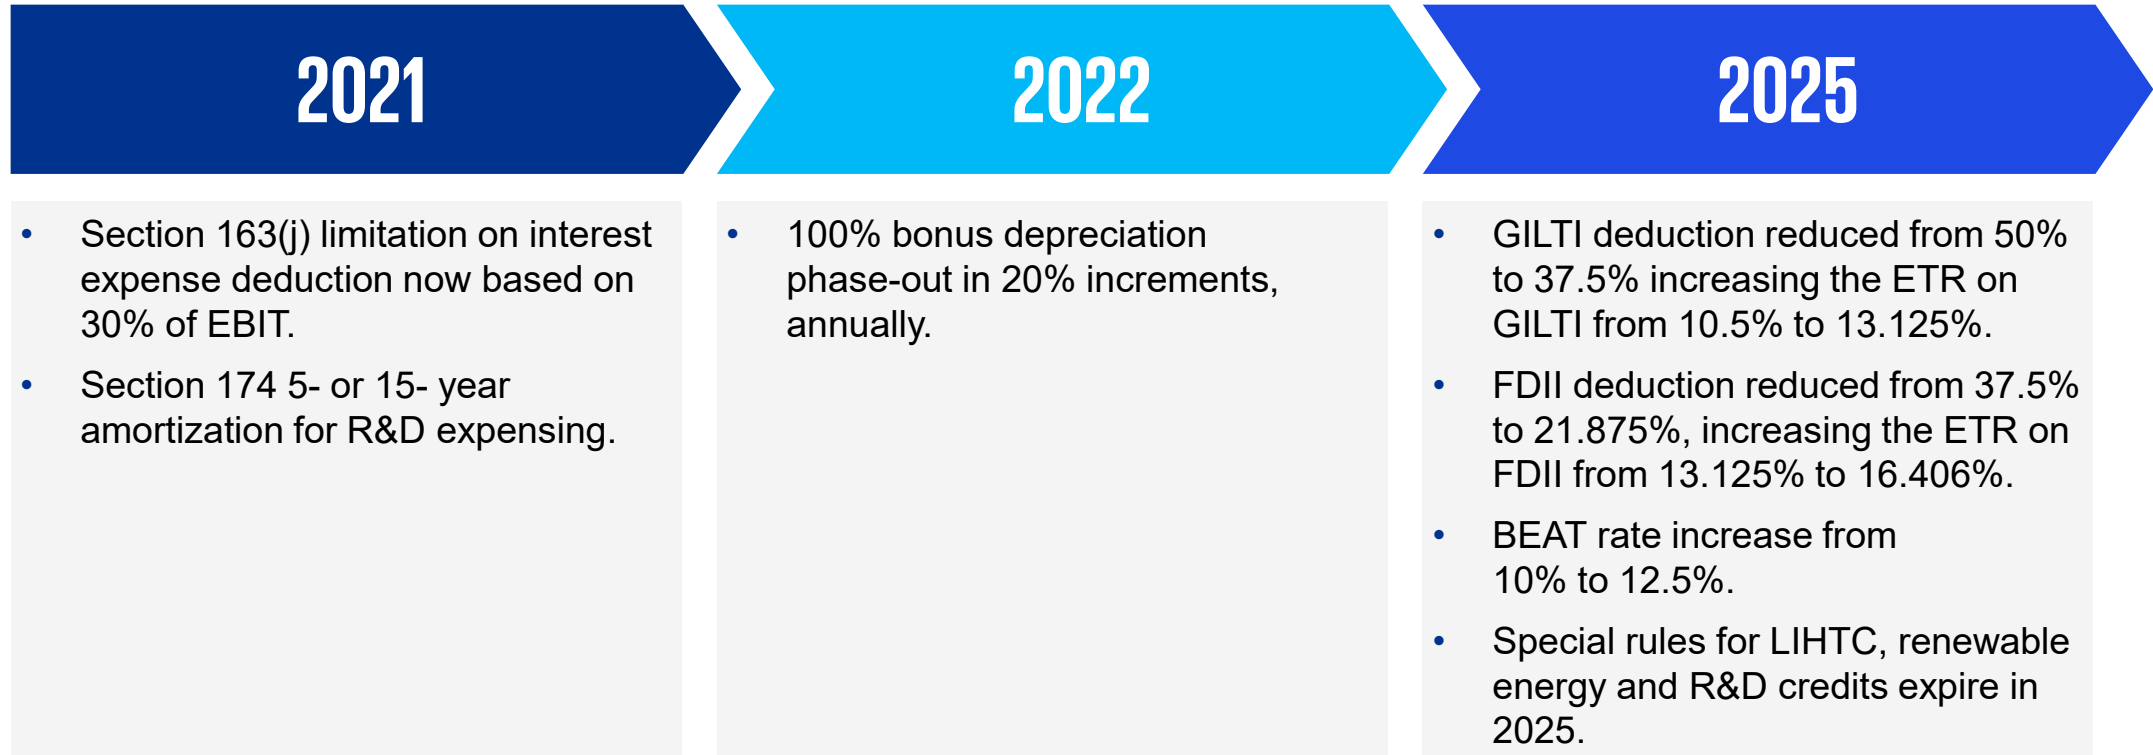 2021
2022
2025
• Section 163(j) limitation on interest
expense deduction now based on
30% of EBIT.
• Section 174 5- or 15- year
amortization for R&D expensing.
• 100% bonus depreciation
phase-out in 20% increments,
annually.
• GILTI deduction reduced from 50%
to 37.5% increasing the ETR on
GILTI from 10.5% to 13.125%.
• FDII deduction reduced from 37.5%
to 21.875%, increasing the ETR on
FDII from 13.125% to 16.406%.
• BEAT rate increase from
10% to 12.5%.
• Special rules for LIHTC, renewable
energy and R&D credits expire in
2025.